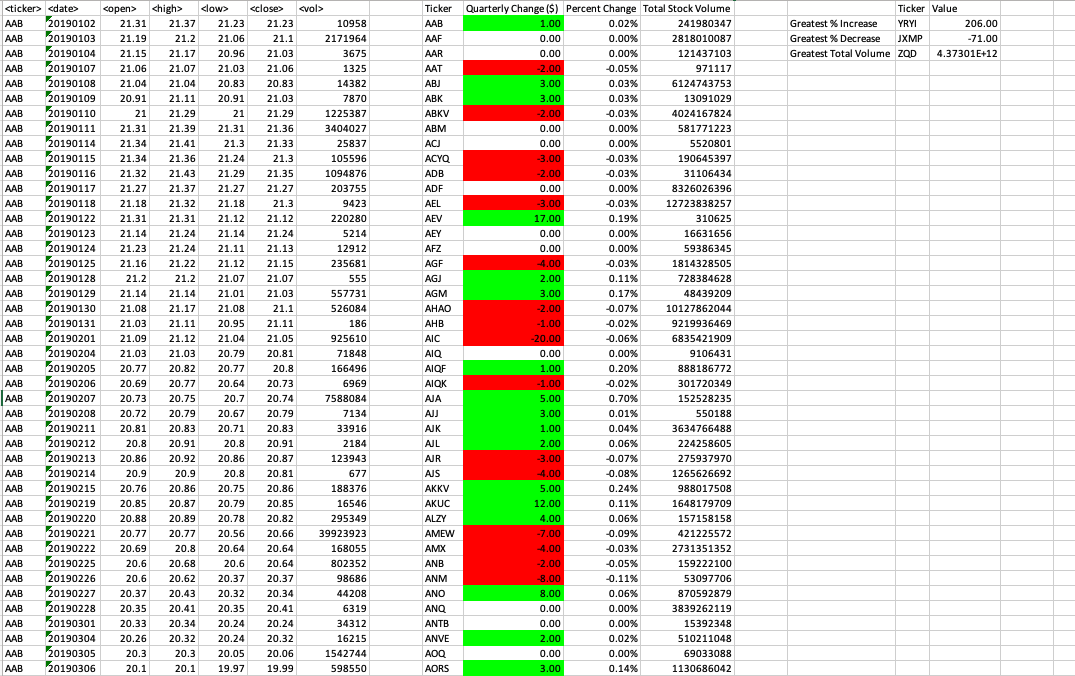 <ticker> <date> <open> <high> <low> <close> <vol> Ticker Quarterly Change ($) Percent Change Total Stock Volume Ticker Value
AAB 20190102 21.31 21.37 21.23 21.23 10958 AAB 1.00 0.02% 241980347 Greatest % Increase YRYI 206.00
AAB 20190103 21.19 21.2 21.06 21.1 2171964 AAF 0.00 0.00% 2818010087 Greatest % Decrease JXMP -71.00
AAB 20190104 21.15 21.17 20.96 21.03 3675 AAR 0.00 0.00% 121437103 Greatest Total Volume ZQD 4.37301E+12
AAB 20190107 21.06 21.07 21.03 21.06 1325 AAT -2.00 -0.05% 971117
AAB 20190108 21.04 21.04 20.83 20.83 14382 ABJ 3.00 0.03% 6124743753
AAB 20190109 20.91 21.11 20.91 21.03 7870 ABK 3.00 0.03% 13091029
AAB 20190110 21 21.29 21 21.29 1225387 ABKV -2.00 -0.03% 4024167824
AAB 20190111 21.31 21.39 21.31 21.36 3404027 ABM 0.00 0.00% 581771223
AAB 20190114 21.34 21.41 21.3 21.33 25837 ACJ 0.00 0.00% 5520801
AAB 20190115 21.34 21.36 21.24 21.3 105596 ACYQ -3.00 -0.03% 190645397
AAB 20190116 21.32 21.43 21.29 21.35 1094876 ADB -2.00 -0.03% 31106434
AAB 20190117 21.27 21.37 21.27 21.27 203755 ADF 0.00 0.00% 8326026396
AAB 20190118 21.18 21.32 21.18 21.3 9423 AEL -3.00 -0.03% 12723838257
AAB 20190122 21.31 21.31 21.12 21.12 220280 AEV 17.00 0.19% 310625
AAB 20190123 21.14 21.24 21.14 21.24 5214 AEY 0.00 0.00% 16631656
AAB 20190124 21.23 21.24 21.11 21.13 12912 AFZ 0.00 0.00% 59386345
AAB 20190125 21.16 21.22 21.12 21.15 235681 AGF -4.00 -0.03% 1814328505
AAB 20190128 21.2 21.2 21.07 21.07 555 AGJ 2.00 0.11% 728384628
AAB 20190129 21.14 21.14 21.01 21.03 557731 AGM 3.00 0.17% 48439209
AAB 20190130 21.08 21.17 21.08 21.1 526084 AHAO -2.00 -0.07% 10127862044
AAB 20190131 21.03 21.11 20.95 21.11 186 AHB -1.00 -0.02% 9219936469
AAB 20190201 21.09 21.12 21.04 21.05 925610 AIC -20.00 -0.06% 6835421909
AAB 20190204 21.03 21.03 20.79 20.81 71848 AIQ 0.00 0.00% 9106431
AAB 20190205 20.77 20.82 20.77 20.8 166496 AIQF 1.00 0.20% 888186772
AAB 20190206 20.69 20.77 20.64 20.73 6969 AIQK -1.00 -0.02% 301720349
AAB 20190207 20.73 20.75 20.7 20.74 7588084 AJA 5.00 0.70% 152528235
AAB 20190208 20.72 20.79 20.67 20.79 7134 AJJ 3.00 0.01% 550188
AAB 20190211 20.81 20.83 20.71 20.83 33916 AJK 1.00 0.04% 3634766488
AAB 20190212 20.8 20.91 20.8 20.91 2184 AJL 2.00 0.06% 224258605
AAB 20190213 20.86 20.92 20.86 20.87 123943 AJR -3.00 -0.07% 275937970
AAB 20190214 20.9 20.9 20.8 20.81 677 AJS -4.00 -0.08% 1265626692
AAB 20190215 20.76 20.86 20.75 20.86 188376 AKKV 5.00 0.24% 988017508
AAB 20190219 20.85 20.87 20.79 20.85 16546 AKUC 12.00 0.11% 1648179709
AAB 20190220 20.88 20.89 20.78 20.82 295349 ALZY 4.00 0.06% 157158158
AAB 20190221 20.77 20.77 20.56 20.66 39923923 AMEW -7.00 -0.09% 421225572
AAB 20190222 20.69 20.8 20.64 20.64 168055 AMX -4.00 -0.03% 2731351352
AAB 20190225 20.6 20.68 20.6 20.64 802352 ANB -2.00 -0.05% 159222100
AAB 20190226 20.6 20.62 20.37 20.37 98686 ANM -8.00 -0.11% 53097706
AAB 20190227 20.37 20.43 20.32 20.34 44208 ANO 8.00 0.06% 870592879
AAB 20190228 20.35 20.41 20.35 20.41 6319 ANQ 0.00 0.00% 3839262119
AAB 20190301 20.33 20.34 20.24 20.24 34312 ANTB 0.00 0.00% 15392348
AAB 20190304 20.26 20.32 20.24 20.32 16215 ANVE 2.00 0.02% 510211048
AAB 20190305 20.3 20.3 20.05 20.06 1542744 AOQ 0.00 0.00% 69033088
AAB 20190306 20.1 20.1 19.97 19.99 598550 AORS 3.00 0.14% 1130686042